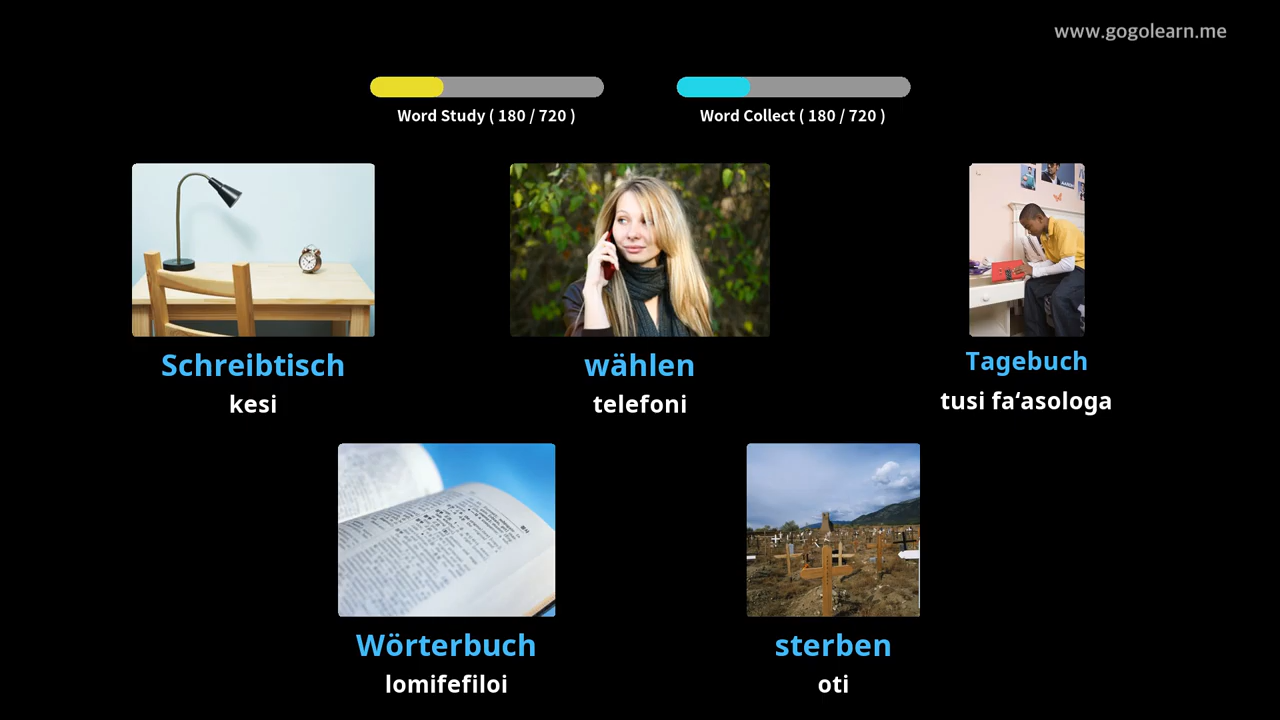 www.gogolearn.me
Word Study ( 180 / 720 )
Word Collect ( 180 / 720 )
Schreibtisch
wählen
Tagebuch
kesi
telefoni
tusi fa‘asologa
Wörterbuch
sterben
lomifefiloi
oti